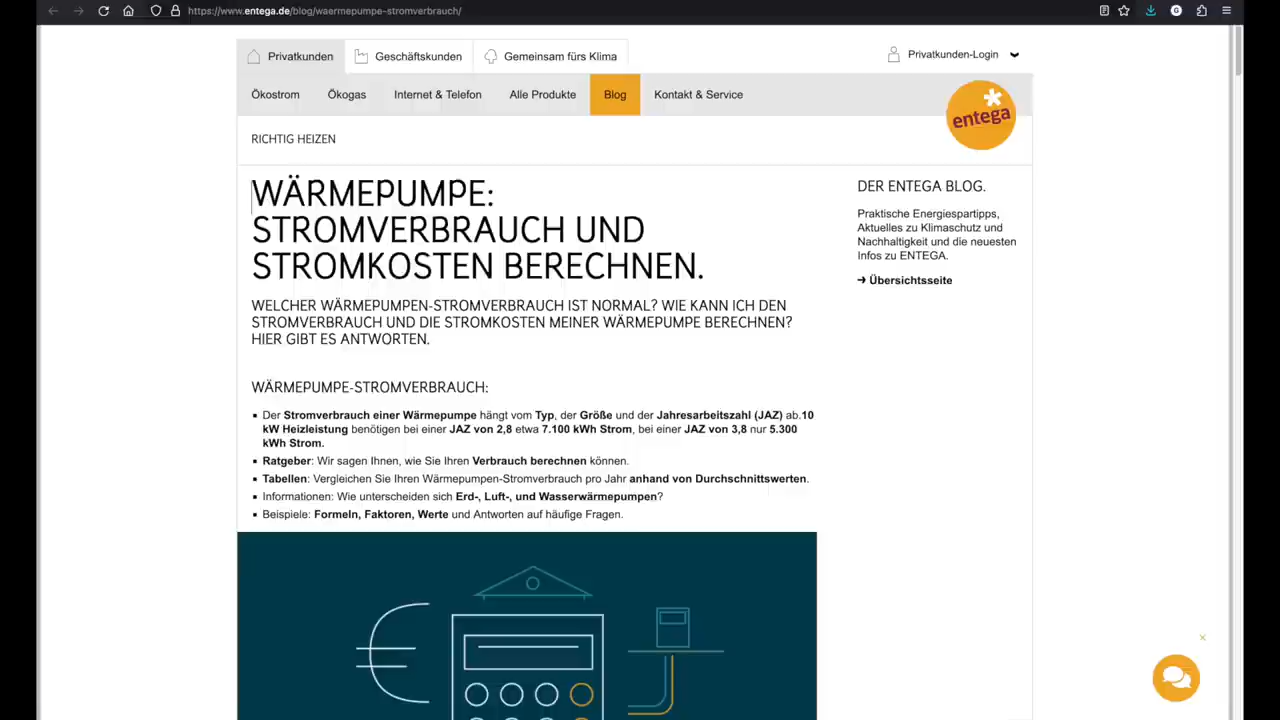 https://www.entega.de/blog/waermepumpe-stromverbrauch/
Privatkunden
Geschäftskunden
Gemeinsam fürs Klima
Privatkunden-Login
Ökostrom
Ökogas
Internet & Telefon
Alle Produkte
Blog
Kontakt & Service
entega
RICHTIG HEIZEN
WÄRMEPUMPE:
STROMVERBRAUCH UND
STROMKOSTEN BERECHNEN.
WELCHER WÄRMEPUMPEN-STROMVERBRAUCH IST NORMAL? WIE KANN ICH DEN
STROMVERBRAUCH UND DIE STROMKOSTEN MEINER WÄRMEPUMPE BERECHNEN?
HIER GIBT ES ANTWORTEN.
WÄRMEPUMPE-STROMVERBRAUCH:
Der Stromverbrauch einer Wärmepumpe hängt vom Typ, der Größe und der Jahresarbeitszahl (JAZ) ab.10
kW Heizleistung benötigen bei einer JAZ von 2,8 etwa 7.100 kWh Strom, bei einer JAZ von 3,8 nur 5.300
kWh Strom.
Ratgeber: Wir sagen Ihnen, wie Sie Ihren Verbrauch berechnen können.
Tabellen: Vergleichen Sie Ihren Wärmepumpen-Stromverbrauch pro Jahr anhand von Durchschnittswerten.
Informationen: Wie unterscheiden sich Erd-, Luft-, und Wasserwärmepumpen?
Beispiele: Formeln, Faktoren, Werte und Antworten auf häufige Fragen.
DER ENTEGA BLOG.
Praktische Energiespartipps,
Aktuelles zu Klimaschutz und
Nachhaltigkeit und die neuesten
Infos zu ENTEGA.
➔ Übersichtsseite